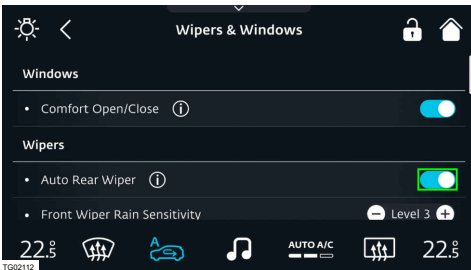 Wipers & Windows
Windows
• Comfort Open/Close i
Wipers
• Auto Rear Wiper i
• Front Wiper Rain Sensitivity − Level 3 +
22.5 A AUTO A/C 22.5
TG02112